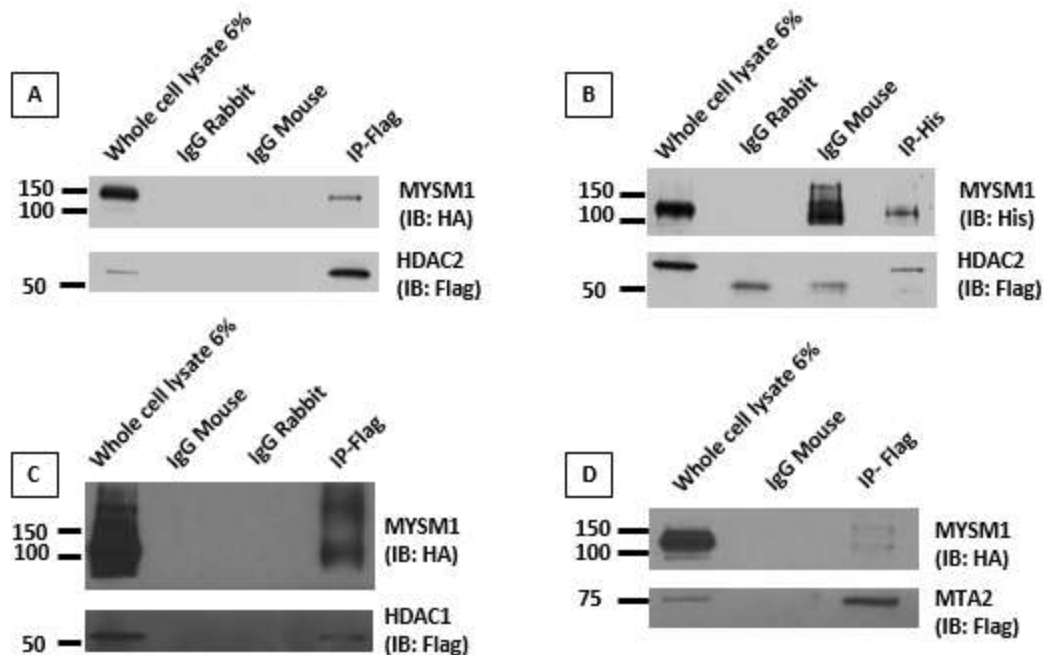 A
Whole cell lysate 6%
IgG Rabbit
IgG Mouse
IP-Flag
150
100
MYSM1
(IB: HA)
50
HDAC2
(IB: Flag)
B
Whole cell lysate 6%
IgG Rabbit
IgG Mouse
IP-His
150
100
MYSM1
(IB: His)
50
HDAC2
(IB: Flag)
C
Whole cell lysate 6%
IgG Mouse
IgG Rabbit
IP-Flag
150
100
MYSM1
(IB: HA)
50
HDAC1
(IB: Flag)
D
Whole cell lysate 6%
IgG Mouse
IP- Flag
150
100
MYSM1
(IB: HA)
75
MTA2
(IB: Flag)